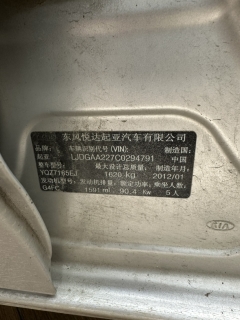 东风悦达起亚汽车有限公司
品牌: 车辆识别代号(VIN): 制造国:
起亚 LJDGAA227C0294791 中国
整车型号: 最大设计总质量: 制造年月:
YQZ7165EJ 1620 kg 2012/01
发动机型号: 发动机排量: 额定功率: 乘坐人数:
G4FC 1591 ml 90.4 Kw 5人
KIA